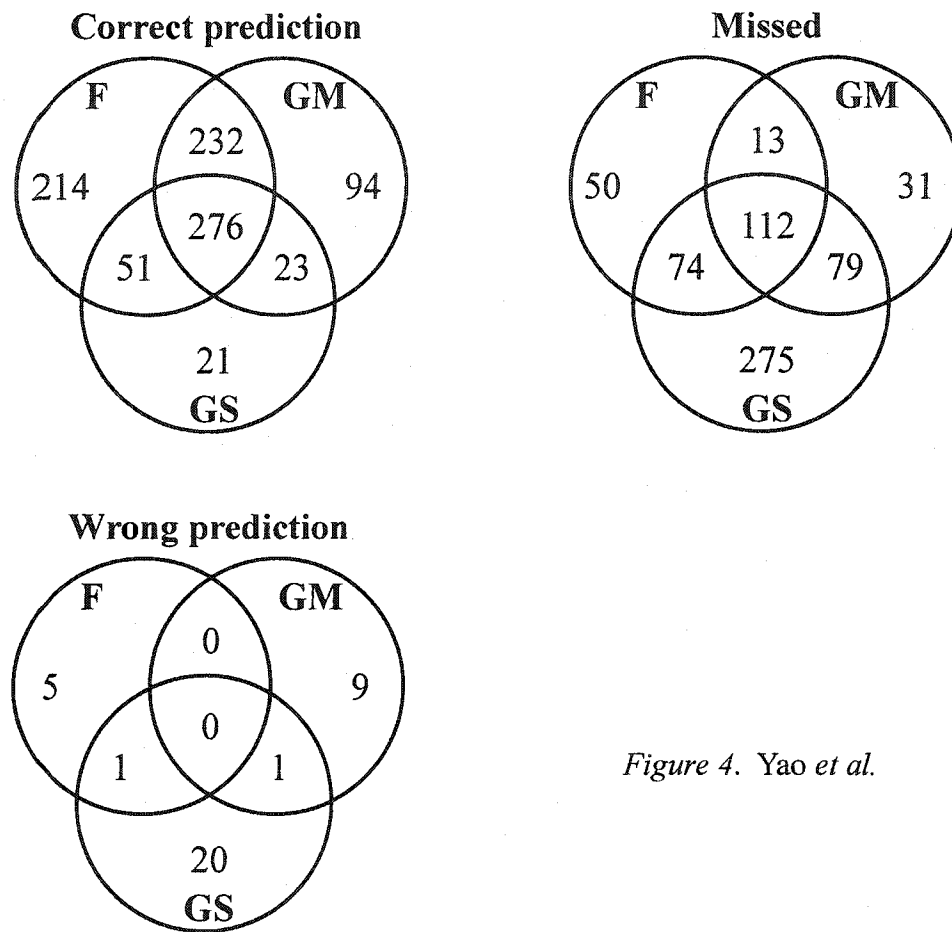 Correct prediction
F
GM
232
214
94
276
51
23
21
GS
Missed
F
GM
13
50
31
112
74
79
275
GS
Wrong prediction
F
GM
0
5
9
0
1
1
20
GS
Figure 4. Yao et al.